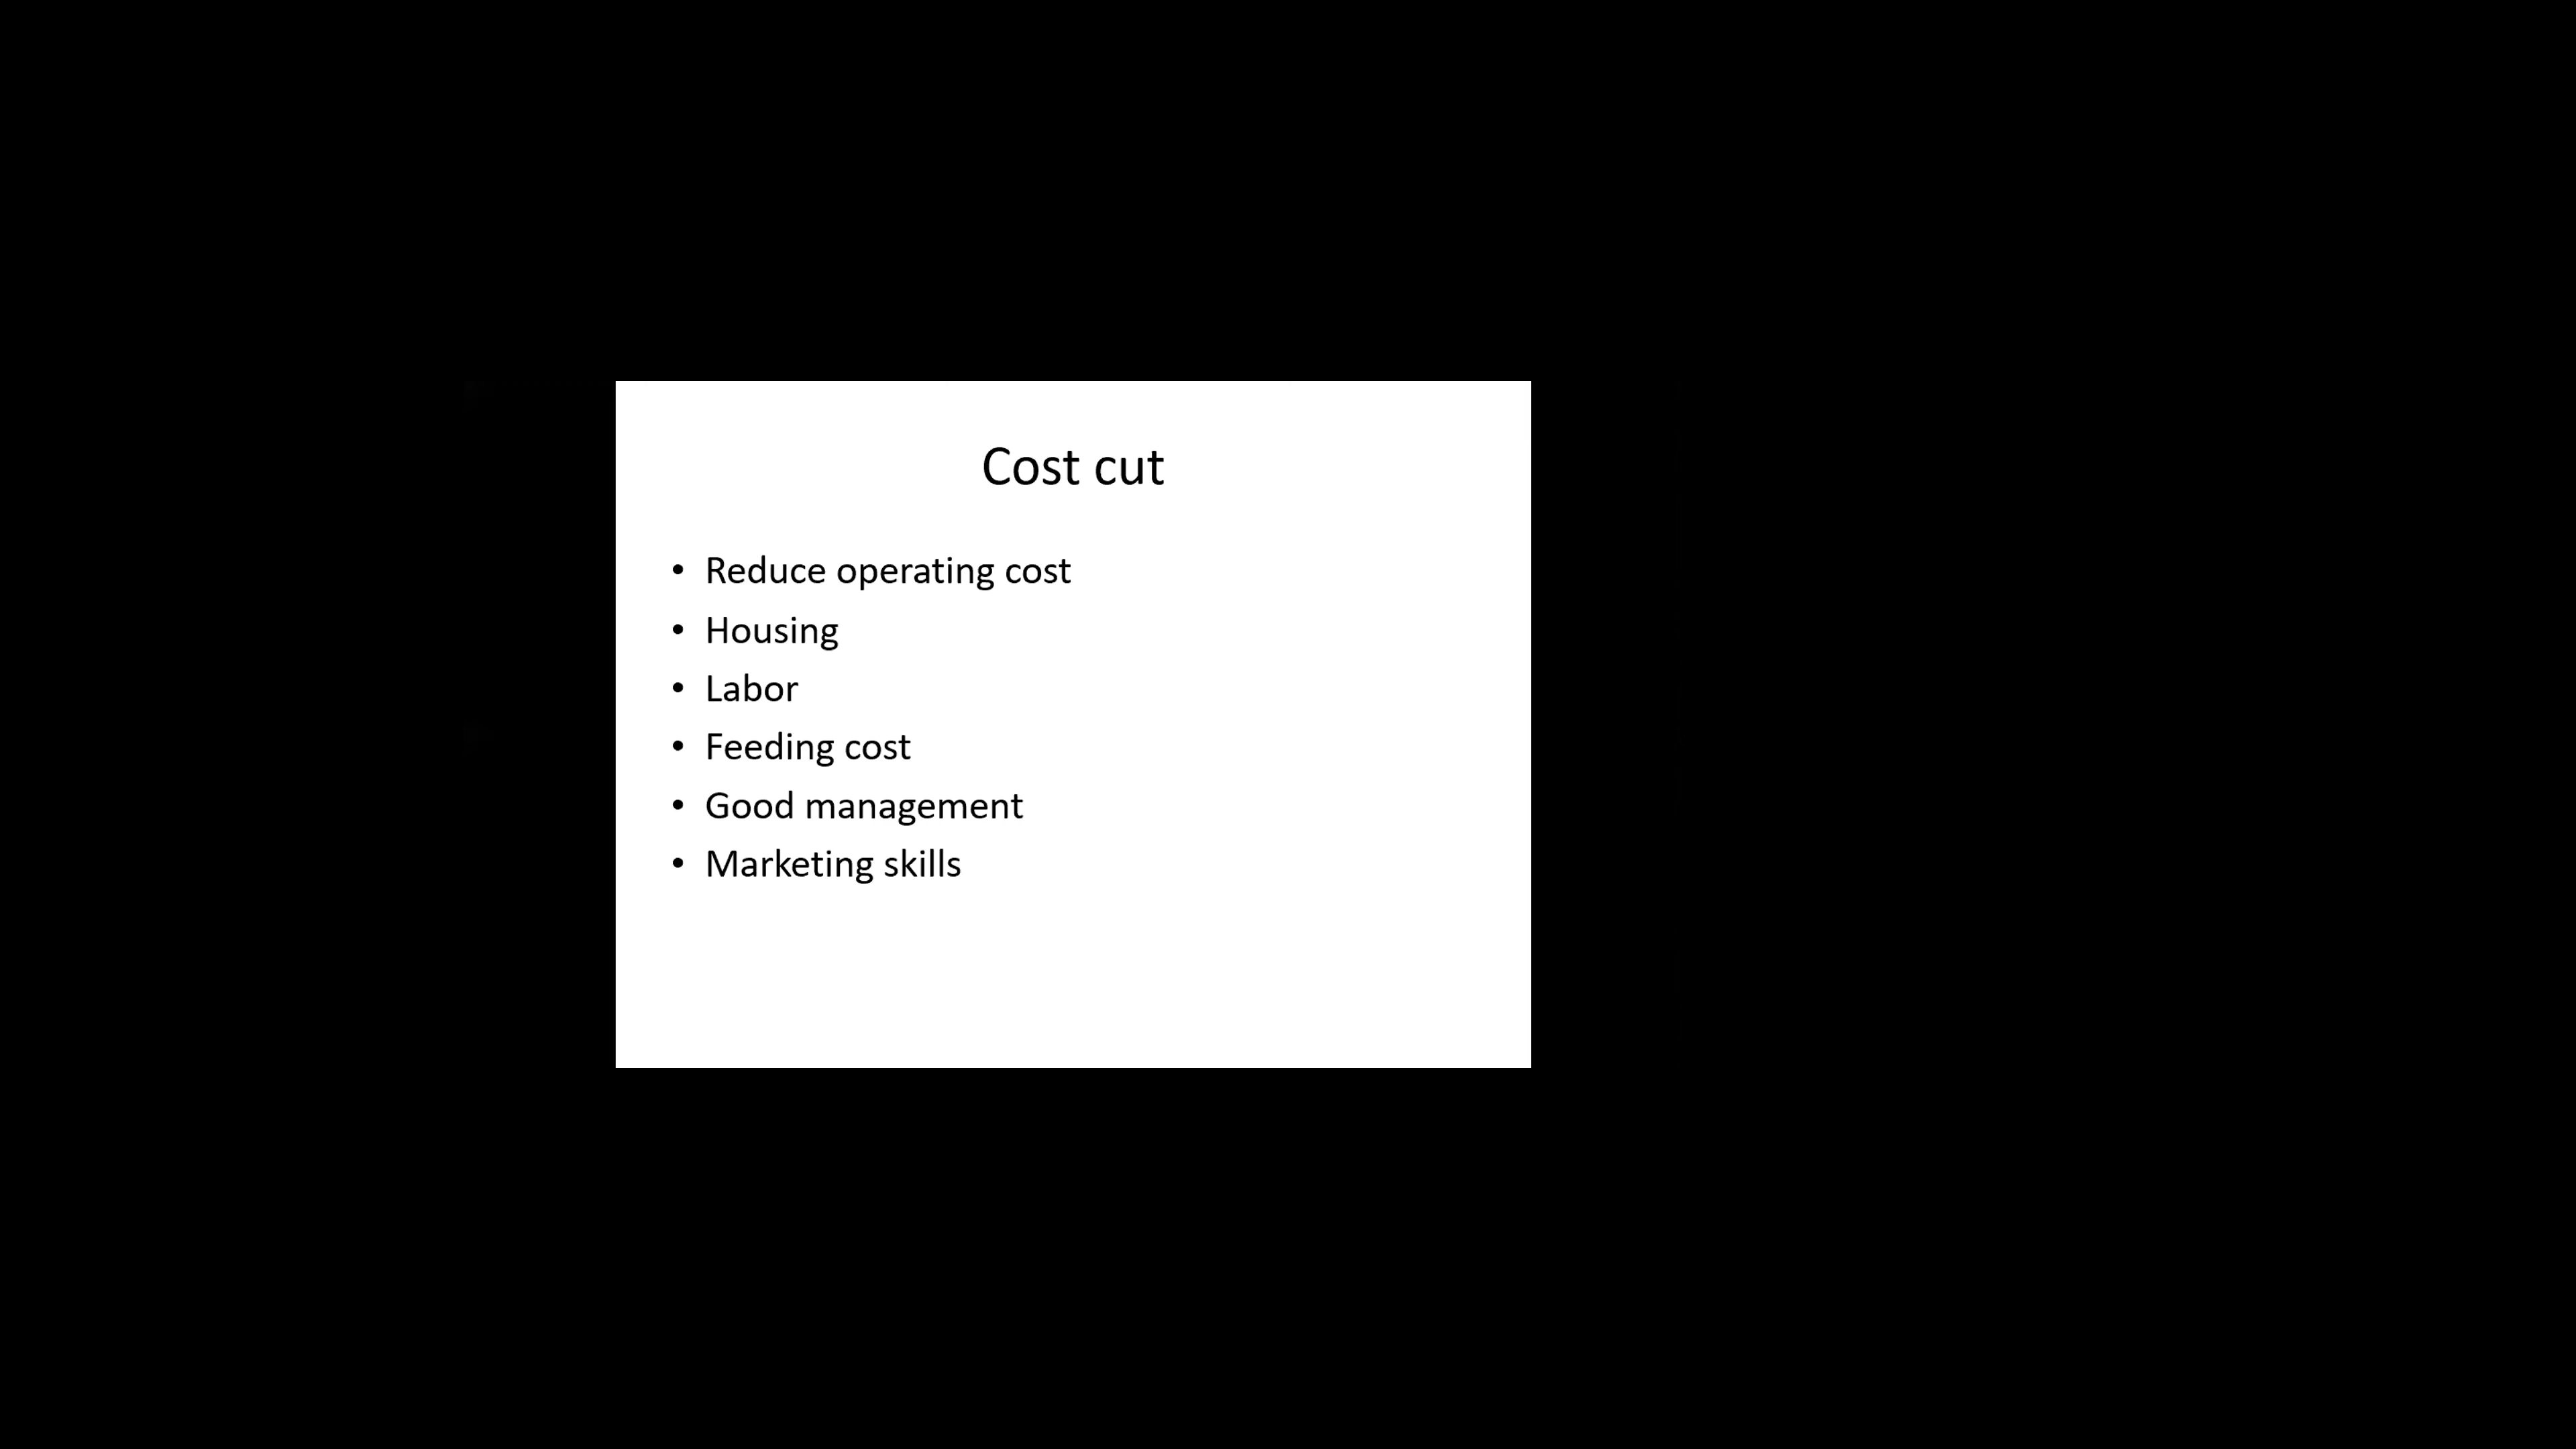 Cost cut
• Reduce operating cost
• Housing
• Labor
• Feeding cost
• Good management
• Marketing skills